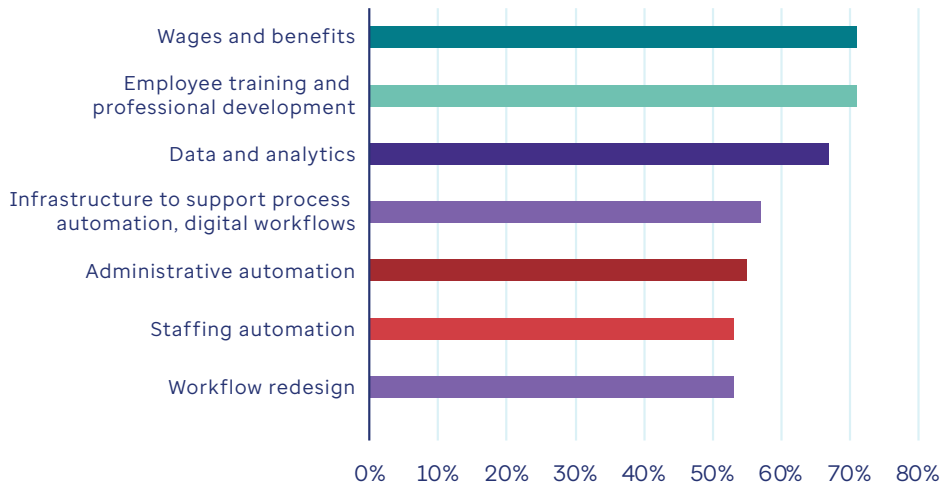 Wages and benefits
Employee training and
professional development
Data and analytics
Infrastructure to support process
automation, digital workflows
Administrative automation
Staffing automation
Workflow redesign
0% 10% 20% 30% 40% 50% 60% 70% 80%